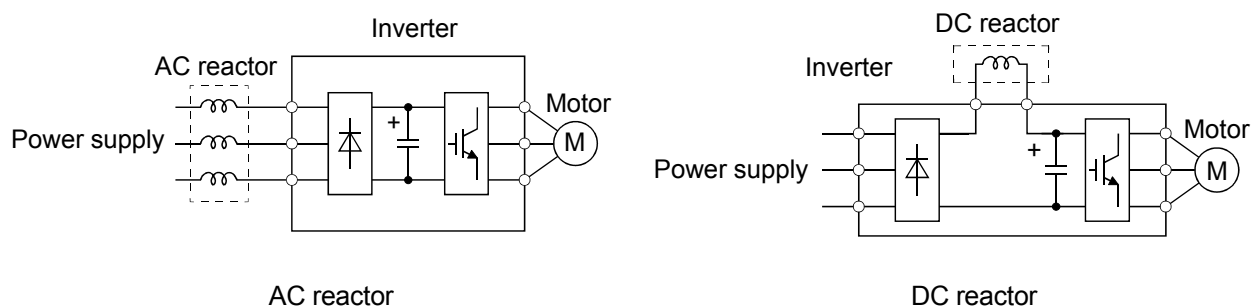 Inverter
AC reactor
+
Motor
Power supply
M
AC reactor
DC reactor
Inverter
Motor
Power supply
+
M
DC reactor